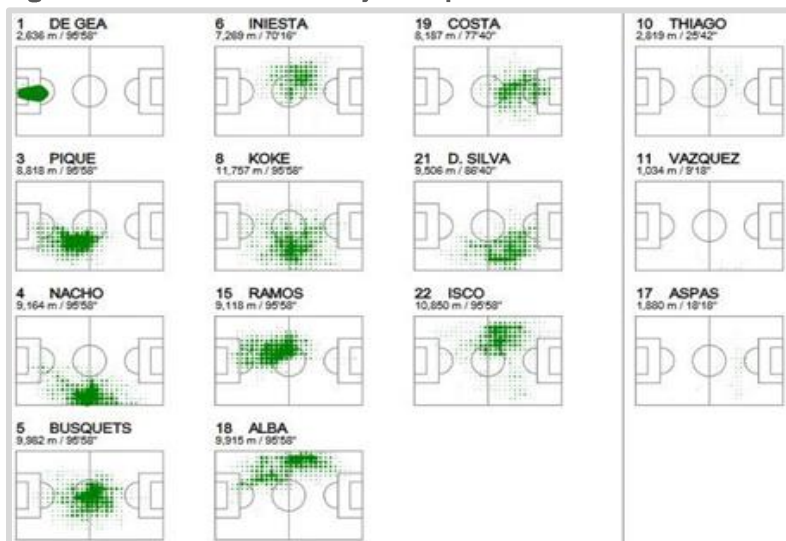 1 DE GEA
2,636 m / 95'58"
6 INIESTA
7,269 m / 70'16"
19 COSTA
8,187 m / 77'40"
10 THIAGO
2,819 m / 25'42"
3 PIQUE
8,818 m / 95'58"
8 KOKE
11,757 m / 95'58"
21 D. SILVA
9,506 m / 86'40"
11 VAZQUEZ
1,034 m / 9'18"
4 NACHO
9,164 m / 95'58"
15 RAMOS
9,118 m / 95'58"
22 ISCO
10,850 m / 95'58"
17 ASPAS
1,880 m / 18'18"
5 BUSQUETS
9,982 m / 95'58"
18 ALBA
9,915 m / 95'58"